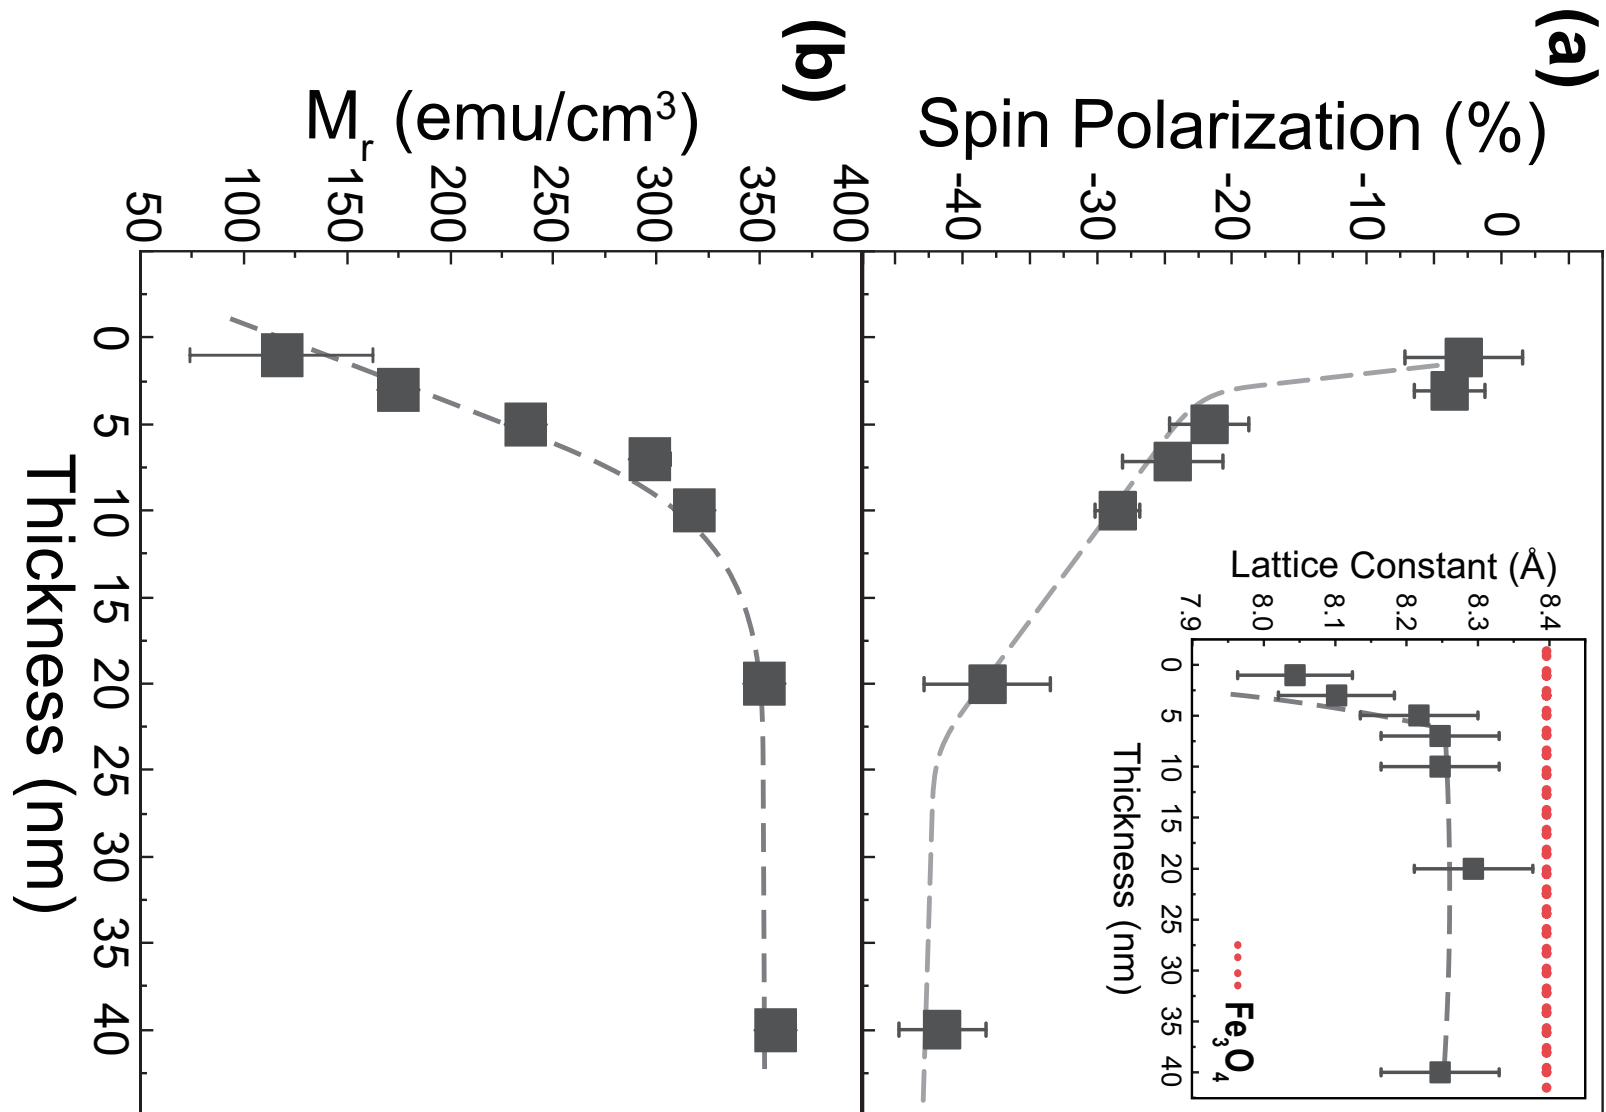 (a)
Spin Polarization (%)
0
-10
-20
-30
-40
Lattice Constant (Å)
8.4
8.3
8.2
8.1
8.0
7.9
0 5 10 15 20 25 30 35 40
Thickness (nm)
Fe₃O₄
(b)
Mᵣ (emu/cm³)
400
350
300
250
200
150
100
50
0 5 10 15 20 25 30 35 40
Thickness (nm)